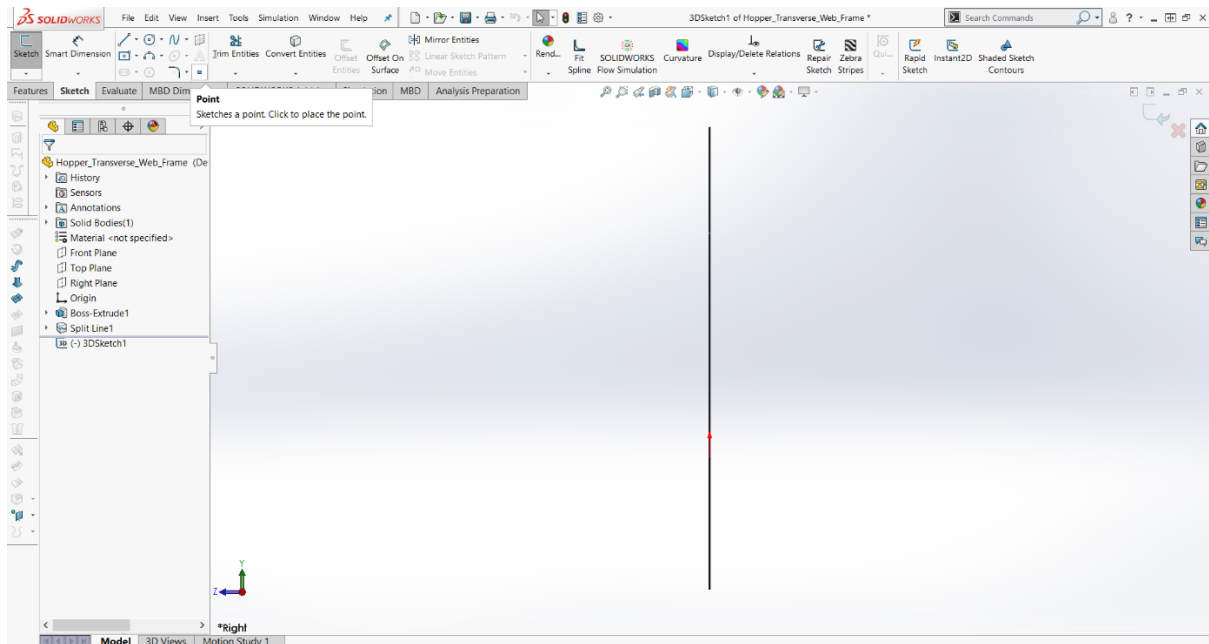 SOLIDWORKS File Edit View Insert Tools Simulation Window Help 3DSketch1 of Hopper_Transverse_Web_Frame * Search Commands ?
Sketch Smart Dimension Trim Entities Convert Entities Offset Entities Offset On Surface Mirror Entities Rend... Fit Spline SOLIDWORKS Flow Simulation Curvature Display/Delete Relations Repair Sketch Zebra Stripes Qui... Rapid Sketch Instant2D Shaded Sketch Contours
Linear Sketch Pattern
Move Entities
Features Sketch Evaluate MBD Dim MBD Analysis Preparation
Point
Sketches a point. Click to place the point.
Hopper_Transverse_Web_Frame (De
History
Sensors
Annotations
Solid Bodies(1)
Material <not specified>
Front Plane
Top Plane
Right Plane
Origin
Boss-Extrude1
Split Line1
3D (-) 3DSketch1
Y
Z
*Right
Model 3D Views Motion Study 1